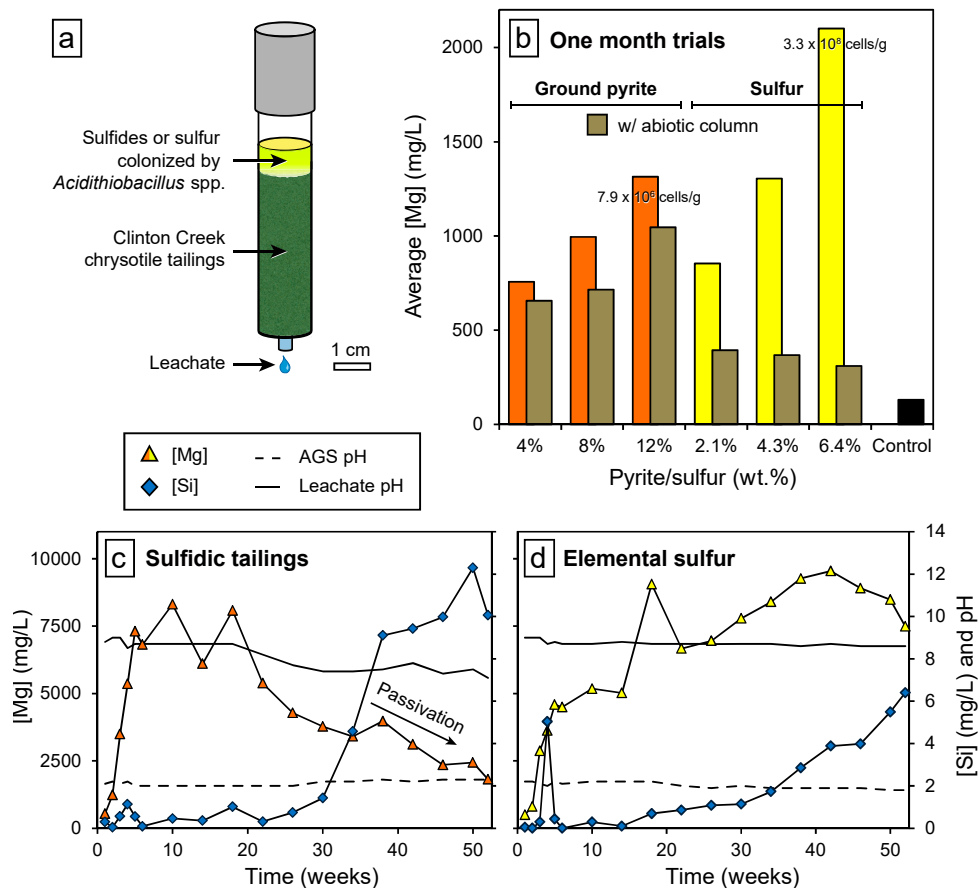 a
Sulfides or sulfur
colonized by
Acidithiobacillus spp.
Clinton Creek
chrysotile tailings
Leachate
1 cm
b One month trials
3.3 x 10⁸ cells/g
Ground pyrite Sulfur
w/ abiotic column
7.9 x 10⁶ cells/g
Average [Mg] (mg/L)
2000
1500
1000
500
0
4% 8% 12% 2.1% 4.3% 6.4% Control
Pyrite/sulfur (wt.%)
[Mg] AGS pH
[Si] Leachate pH
c Sulfidic tailings
[Mg] (mg/L)
10000
7500
5000
2500
0
Passivation
0 10 20 30 40 50
Time (weeks)
d Elemental sulfur
14
12
10
8
6
4
2
0
[Si] (mg/L) and pH
0 10 20 30 40 50
Time (weeks)